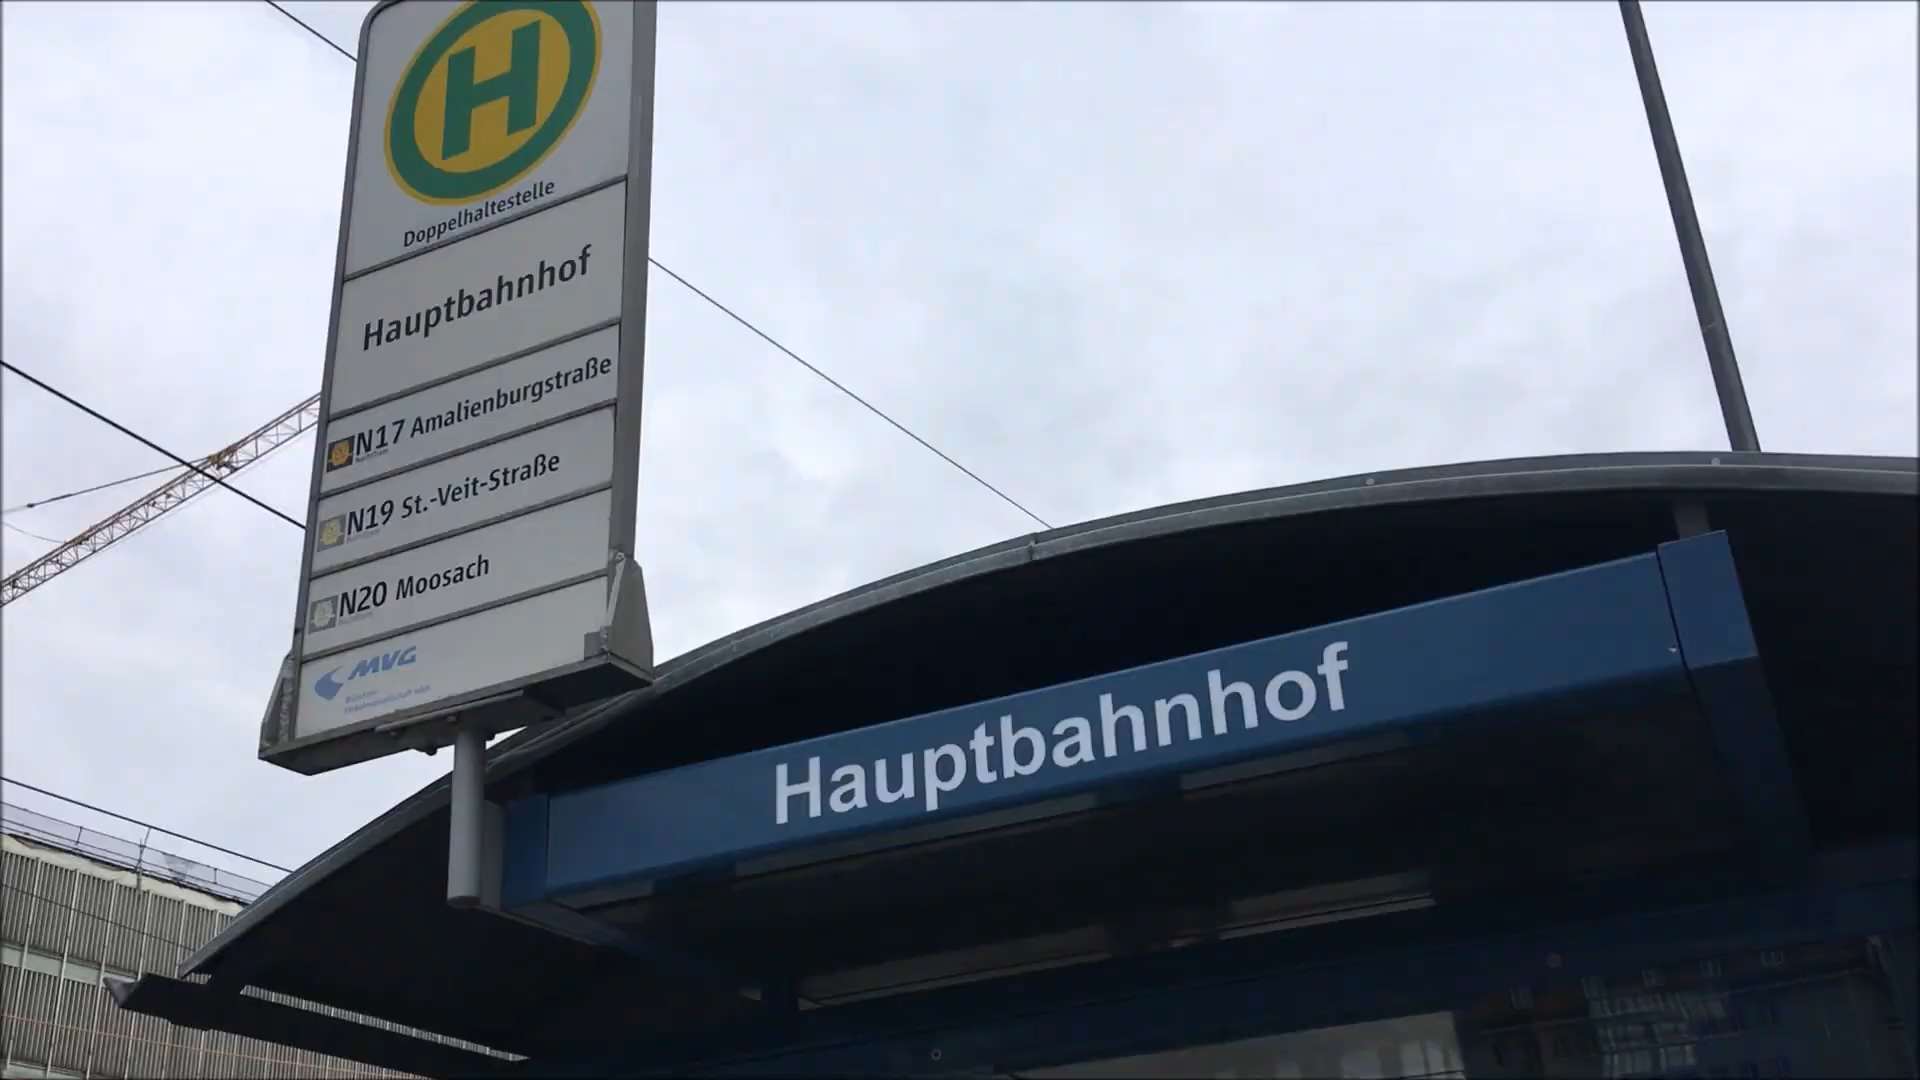 H
Doppelhaltestelle
Hauptbahnhof
N17 Amalienburgstraße
N19 St.-Veit-Straße
N20 Moosach
MVG
Hauptbahnhof